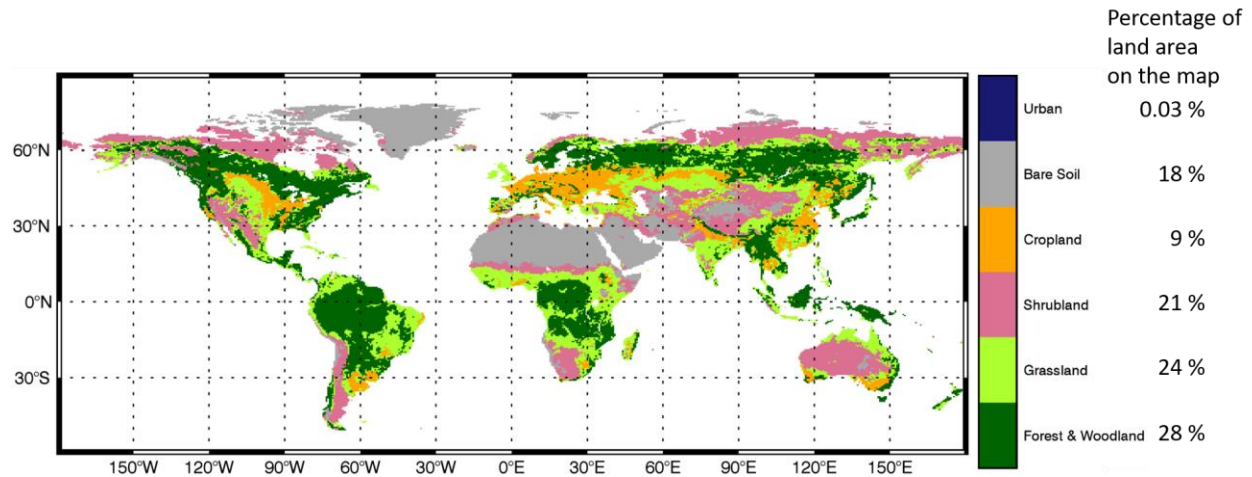 Percentage of
land area
on the map
Urban 0.03 %
Bare Soil 18 %
Cropland 9 %
Shrubland 21 %
Grassland 24 %
Forest & Woodland 28 %
60°N
30°N
0°N
30°S
150°W 120°W 90°W 60°W 30°W 0°E 30°E 60°E 90°E 120°E 150°E